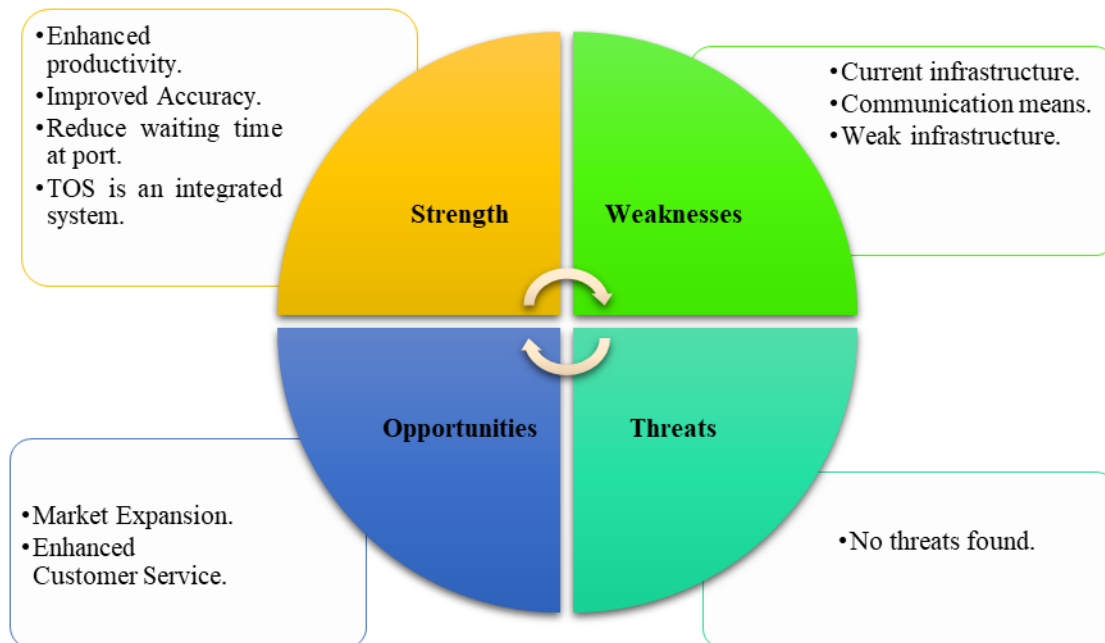 •Enhanced
productivity.
•Improved Accuracy.
•Reduce waiting time
at port.
•TOS is an integrated
system.
Strength
•Current infrastructure.
•Communication means.
•Weak infrastructure.
Weaknesses
•Market Expansion.
•Enhanced
Customer Service.
Opportunities
•No threats found.
Threats